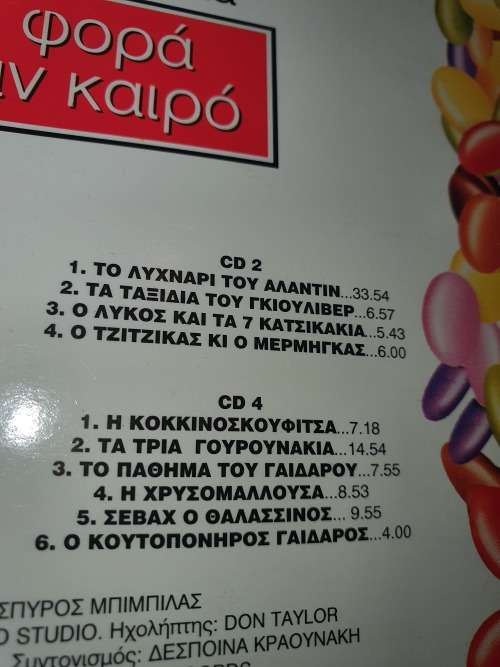 φορά
καιρό
CD 2
1. ΤΟ ΛΥΧΝΑΡΙ ΤΟΥ ΑΛΑΝΤΙΝ...33.54
2. ΤΑ ΤΑΞΙΔΙΑ ΤΟΥ ΓΚΙΟΥΛΙΒΕΡ...6.57
3. Ο ΛΥΚΟΣ ΚΑΙ ΤΑ 7 ΚΑΤΣΙΚΑΚΙΑ...5.43
4. Ο ΤΖΙΤΖΙΚΑΣ ΚΙ Ο ΜΕΡΜΗΓΚΑΣ...6.00
CD 4
1. Η ΚΟΚΚΙΝΟΣΚΟΥΦΙΤΣΑ...7.18
2. ΤΑ ΤΡΙΑ ΓΟΥΡΟΥΝΑΚΙΑ...14.54
3. ΤΟ ΠΑΘΗΜΑ ΤΟΥ ΓΑΙΔΑΡΟΥ...7.55
4. Η ΧΡΥΣΟΜΑΛΛΟΥΣΑ...8.53
5. ΣΕΒΑΧ Ο ΘΑΛΑΣΣΙΝΟΣ... 9.55
6. Ο ΚΟΥΤΟΠΟΝΗΡΟΣ ΓΑΙΔΑΡΟΣ...4.00
ΣΠΥΡΟΣ ΜΠΙΜΠΙΛΑΣ
STUDIO. Ηχολήπτης: DON TAYLOR
Συντονισμός: ΔΕΣΠΟΙΝΑ ΚΡΑΟΥΝΑΚΗ